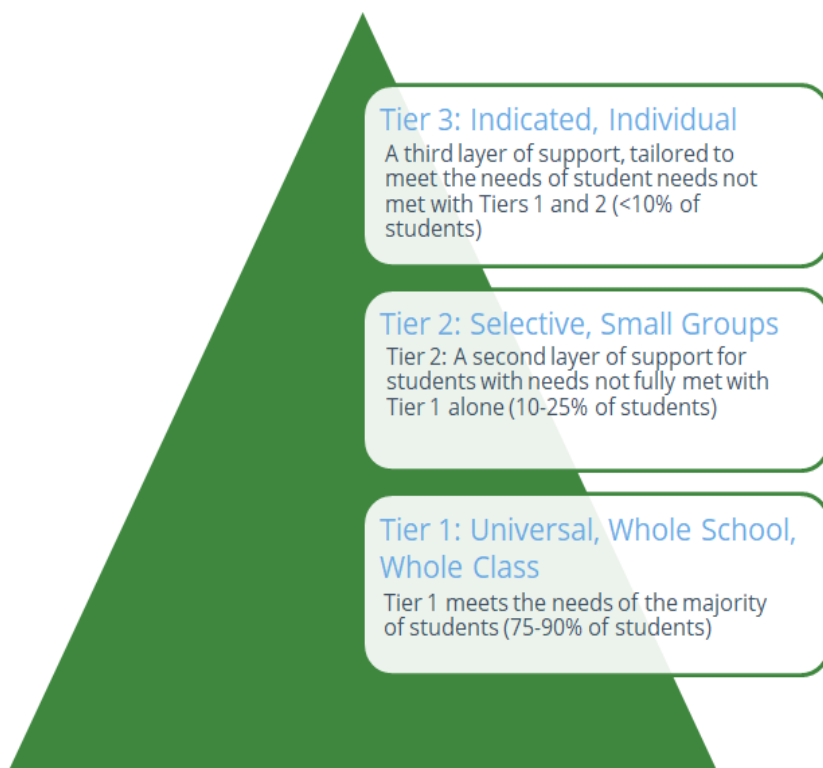 Tier 3: Indicated, Individual
A third layer of support, tailored to
meet the needs of student needs not
met with Tiers 1 and 2 (<10% of
students)
Tier 2: Selective, Small Groups
Tier 2: A second layer of support for
students with needs not fully met with
Tier 1 alone (10-25% of students)
Tier 1: Universal, Whole School,
Whole Class
Tier 1 meets the needs of the majority
of students (75-90% of students)